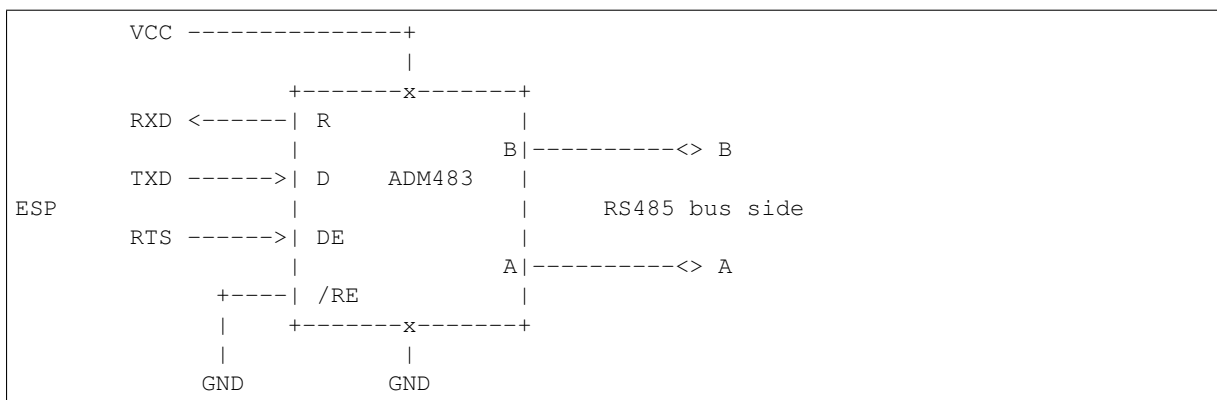 VCC ---------------+
                           |
                   +-------x-------+
        RXD <------| R             |
                   |              B|----------<> B
        TXD ------>| D    ADM483   |
ESP                |               |     RS485 bus side
        RTS ------>| DE            |
                   |              A|----------<> A
              +----| /RE           |
              |    +-------x-------+
              |            |
             GND          GND